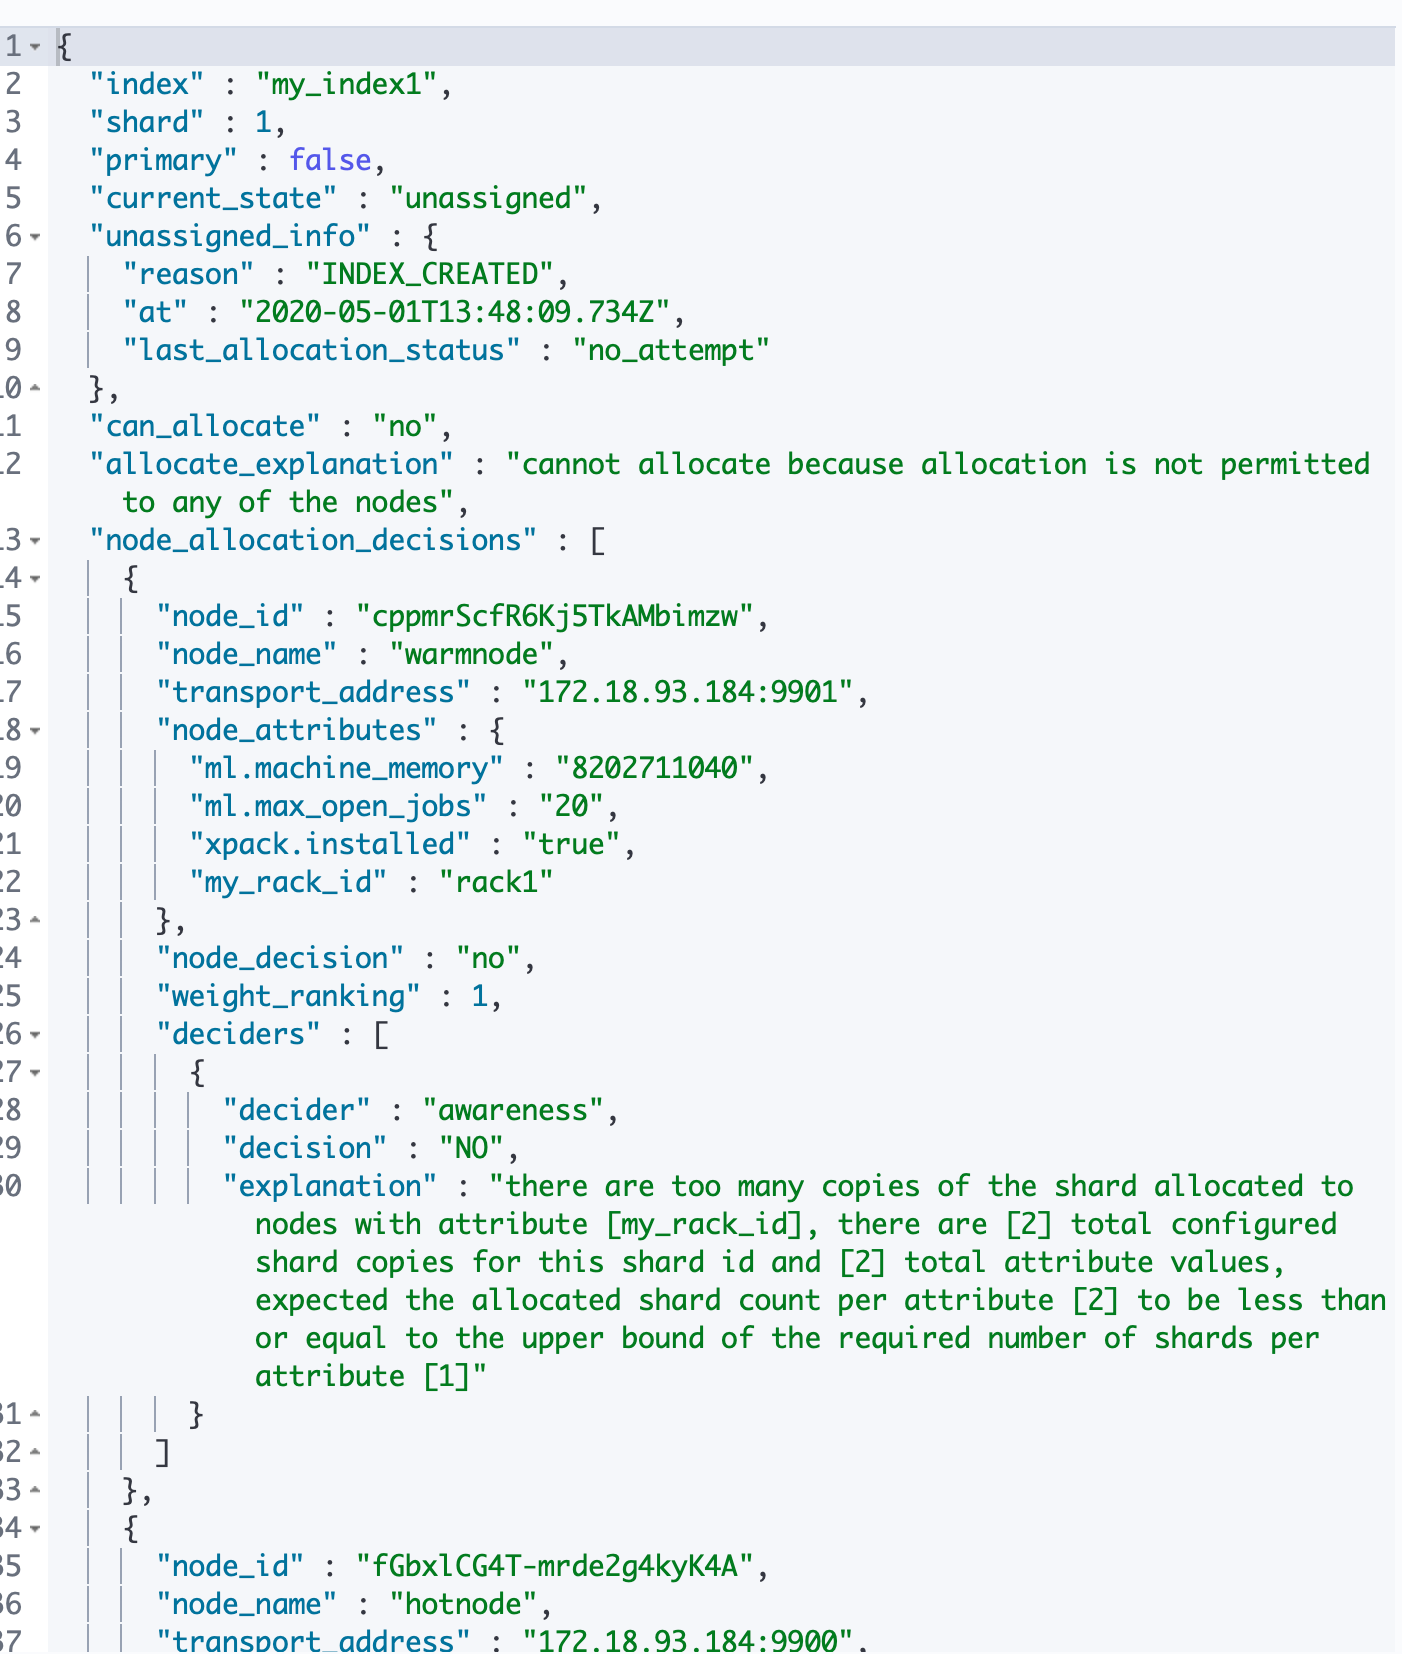 1 {
2 "index" : "my_index1",
3 "shard" : 1,
4 "primary" : false,
5 "current_state" : "unassigned",
6 "unassigned_info" : {
7 "reason" : "INDEX_CREATED",
8 "at" : "2020-05-01T13:48:09.734Z",
9 "last_allocation_status" : "no_attempt"
10 },
11 "can_allocate" : "no",
12 "allocate_explanation" : "cannot allocate because allocation is not permitted
to any of the nodes",
13 "node_allocation_decisions" : [
14 {
15 "node_id" : "cppmrScfR6Kj5TkAMbimzw",
16 "node_name" : "warmnode",
17 "transport_address" : "172.18.93.184:9901",
18 "node_attributes" : {
19 "ml.machine_memory" : "8202711040",
20 "ml.max_open_jobs" : "20",
21 "xpack.installed" : "true",
22 "my_rack_id" : "rack1"
23 },
24 "node_decision" : "no",
25 "weight_ranking" : 1,
26 "deciders" : [
27 {
28 "decider" : "awareness",
29 "decision" : "NO",
30 "explanation" : "there are too many copies of the shard allocated to
nodes with attribute [my_rack_id], there are [2] total configured
shard copies for this shard id and [2] total attribute values,
expected the allocated shard count per attribute [2] to be less than
or equal to the upper bound of the required number of shards per
attribute [1]"
31 }
32 ]
33 },
34 {
35 "node_id" : "fGbxlCG4T-mrde2g4kyK4A",
36 "node_name" : "hotnode",
37 "transport_address" : "172.18.93.184:9900",